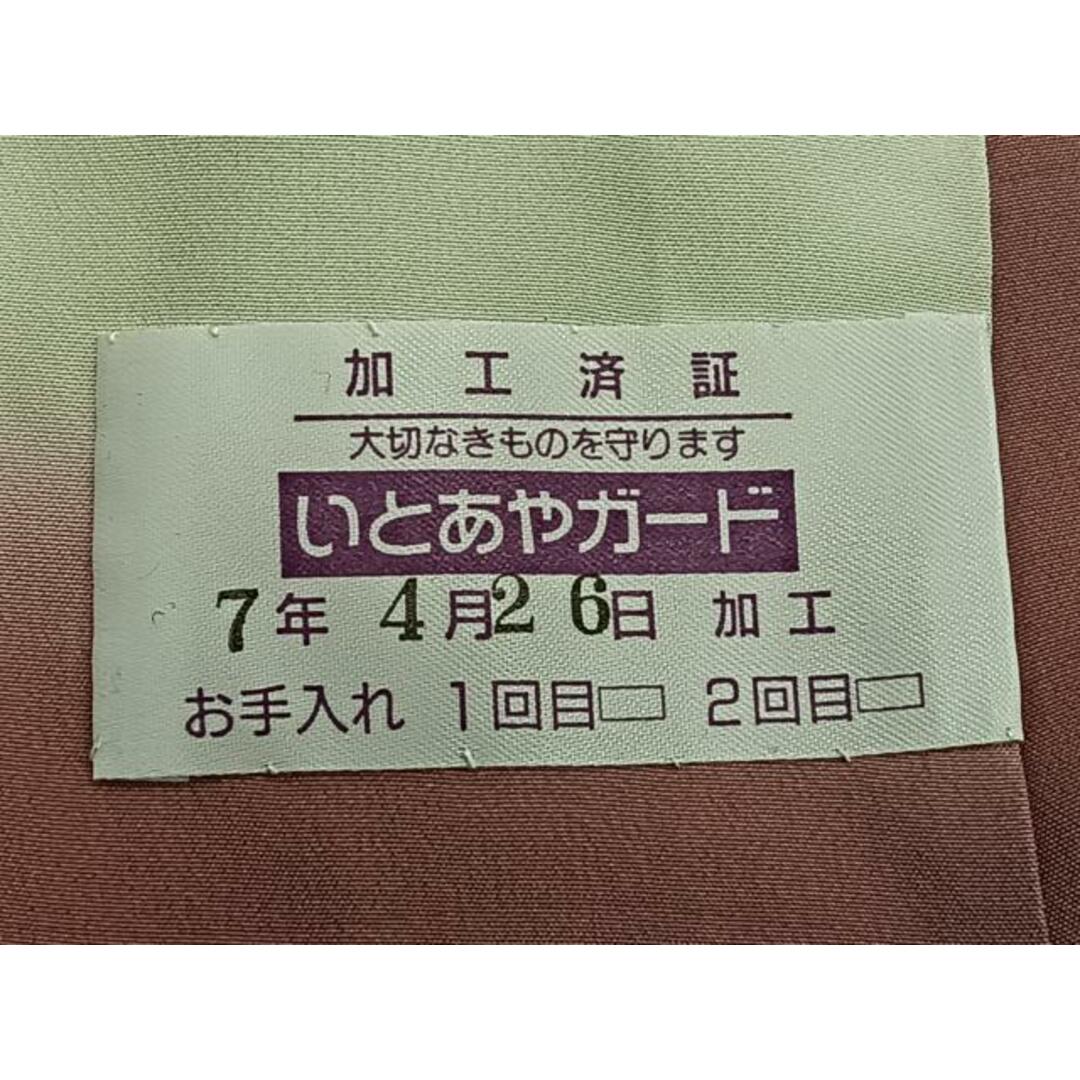 加工済証
大切なきものを守ります
いとあやガード
7年 4月26日 加工
お手入れ 1回目 2回目